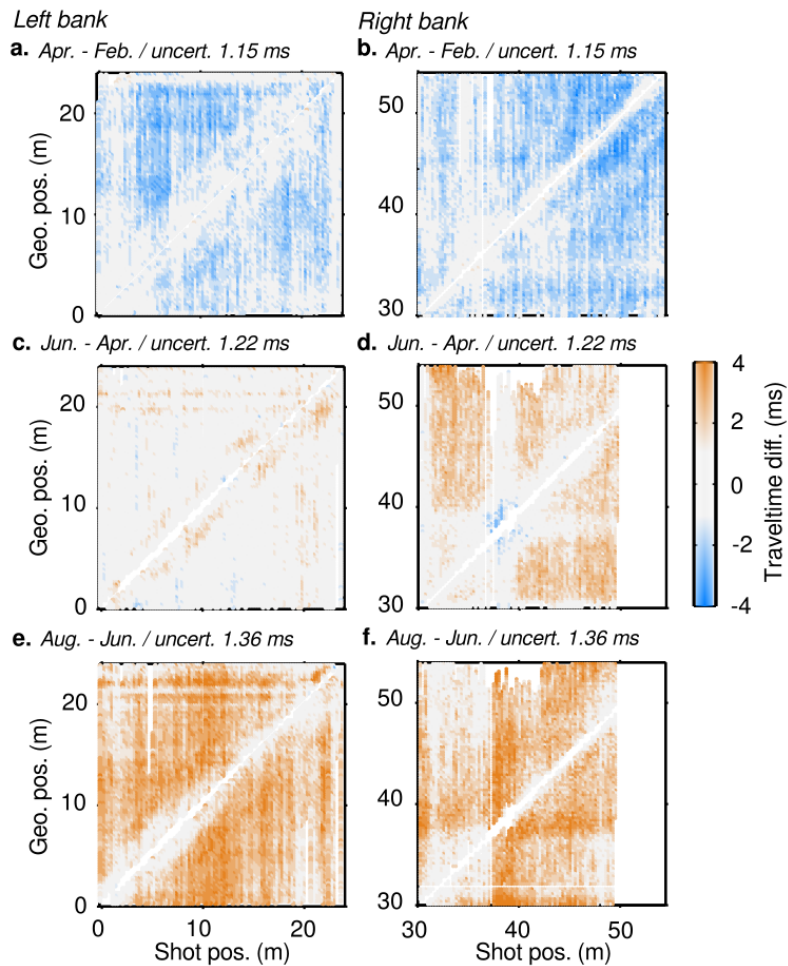 Left bank
Right bank
a. Apr. - Feb. / uncert. 1.15 ms
b. Apr. - Feb. / uncert. 1.15 ms
Geo. pos. (m)
20
10
0
50
40
30
c. Jun. - Apr. / uncert. 1.22 ms
d. Jun. - Apr. / uncert. 1.22 ms
Geo. pos. (m)
20
10
0
50
40
30
4
2
0
-2
-4
Traveltime diff. (ms)
e. Aug. - Jun. / uncert. 1.36 ms
f. Aug. - Jun. / uncert. 1.36 ms
Geo. pos. (m)
20
10
0
50
40
30
0
10
20
30
40
50
Shot pos. (m)
Shot pos. (m)